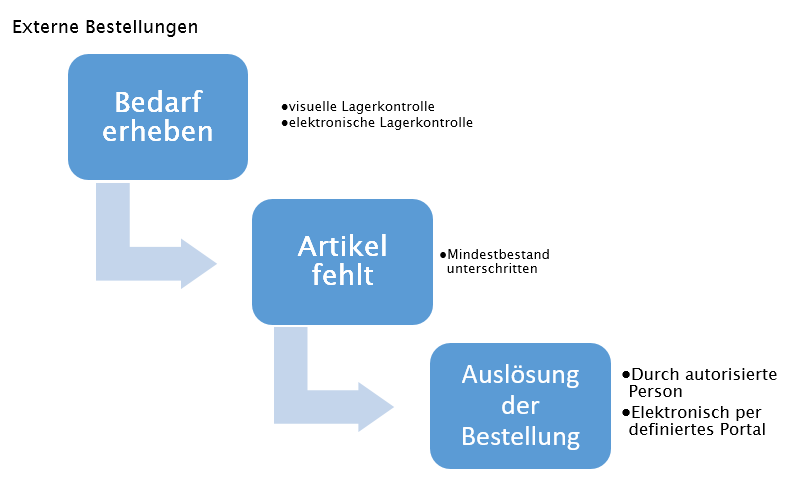 Externe Bestellungen
Bedarf
erheben
•visuelle Lagerkontrolle
•elektronische Lagerkontrolle
Artikel
fehlt
•Mindestbestand
unterschritten
Auslösung
der
Bestellung
•Durch autorisierte
Person
•Elektronisch per
definiertes Portal